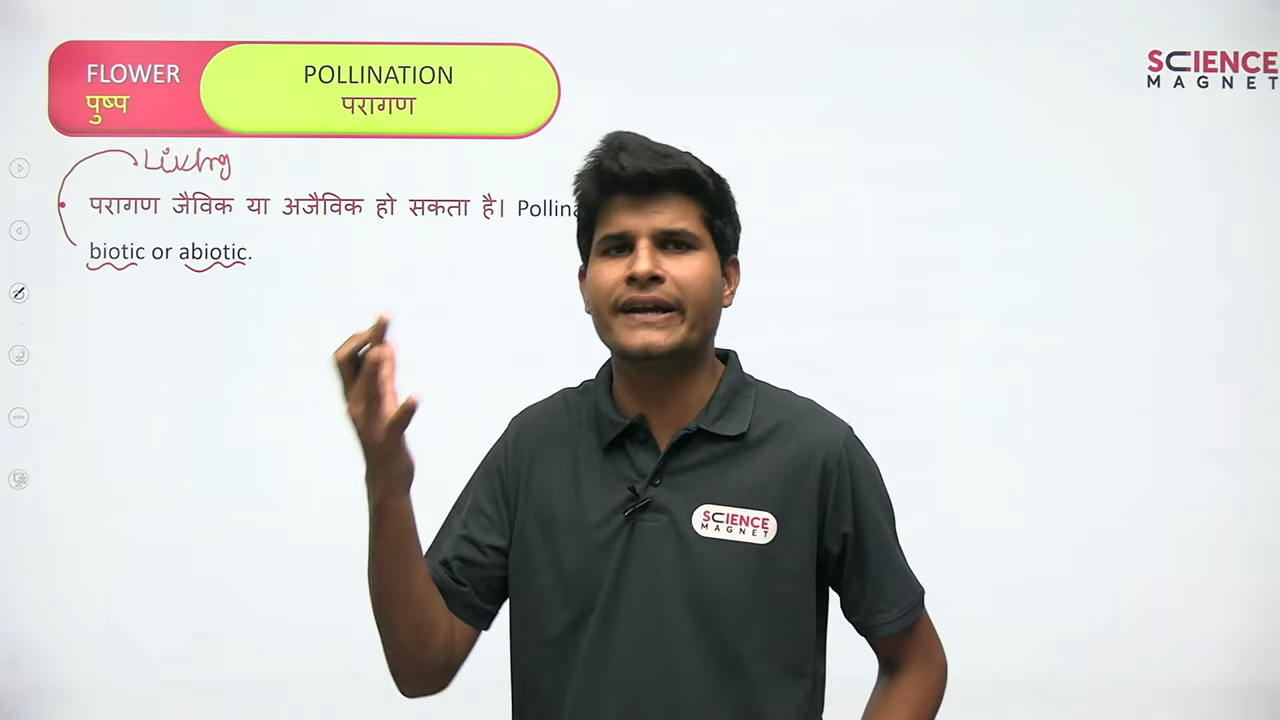 FLOWER
पुष्प
POLLINATION
परागण
SCIENCE
MAGNET
Living
परागण जैविक या अजैविक हो सकता है। Pollina
biotic or abiotic.
SCIENCE
MAGNET